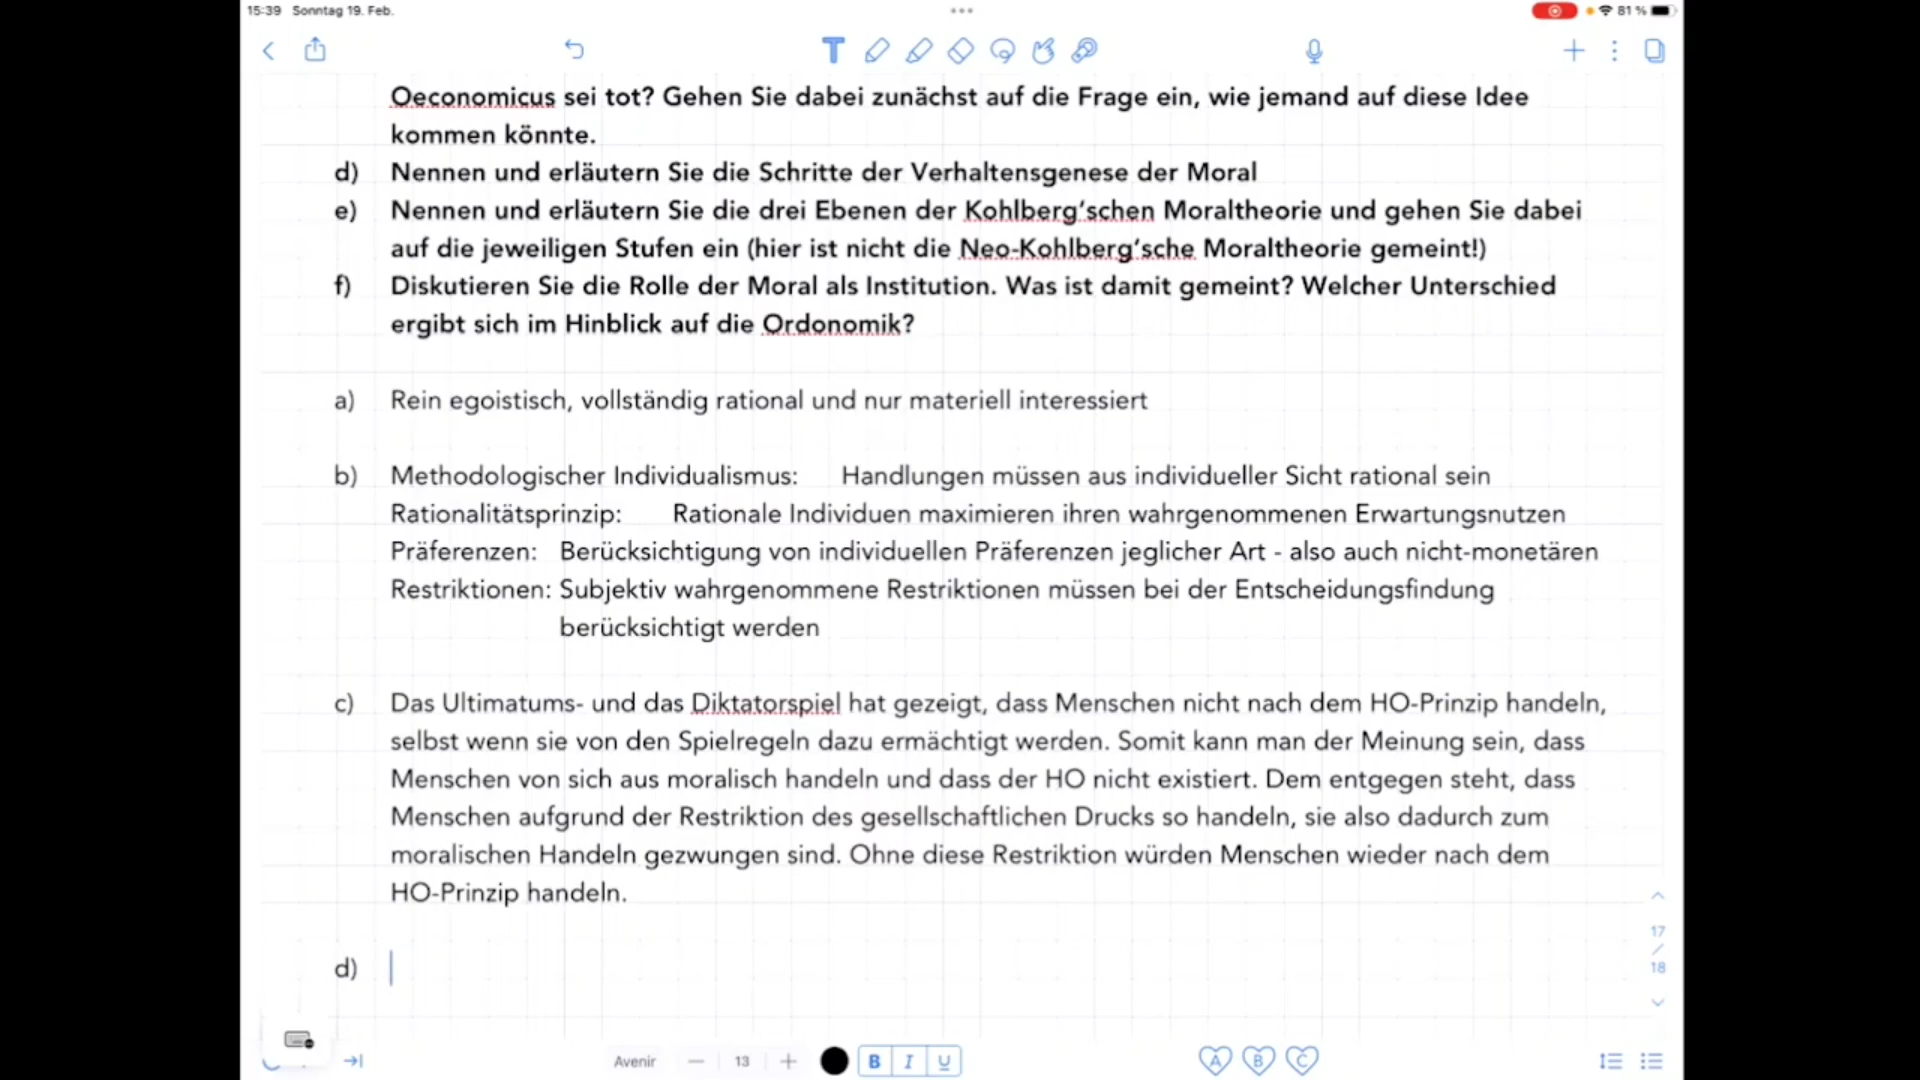 15:39 Sonntag 19. Feb.
81 %
Oeconomicus sei tot? Gehen Sie dabei zunächst auf die Frage ein, wie jemand auf diese Idee
kommen könnte.
d) Nennen und erläutern Sie die Schritte der Verhaltensgenese der Moral
e) Nennen und erläutern Sie die drei Ebenen der Kohlberg'schen Moraltheorie und gehen Sie dabei
auf die jeweiligen Stufen ein (hier ist nicht die Neo-Kohlberg'sche Moraltheorie gemeint!)
f) Diskutieren Sie die Rolle der Moral als Institution. Was ist damit gemeint? Welcher Unterschied
ergibt sich im Hinblick auf die Ordonomik?
a) Rein egoistisch, vollständig rational und nur materiell interessiert
b) Methodologischer Individualismus: Handlungen müssen aus individueller Sicht rational sein
Rationalitätsprinzip: Rationale Individuen maximieren ihren wahrgenommenen Erwartungsnutzen
Präferenzen: Berücksichtigung von individuellen Präferenzen jeglicher Art - also auch nicht-monetären
Restriktionen: Subjektiv wahrgenommene Restriktionen müssen bei der Entscheidungsfindung
berücksichtigt werden
c) Das Ultimatums- und das Diktatorspiel hat gezeigt, dass Menschen nicht nach dem HO-Prinzip handeln,
selbst wenn sie von den Spielregeln dazu ermächtigt werden. Somit kann man der Meinung sein, dass
Menschen von sich aus moralisch handeln und dass der HO nicht existiert. Dem entgegen steht, dass
Menschen aufgrund der Restriktion des gesellschaftlichen Drucks so handeln, sie also dadurch zum
moralischen Handeln gezwungen sind. Ohne diese Restriktion würden Menschen wieder nach dem
HO-Prinzip handeln.
17
/
18
d)
Avenir 13 B I U A B C